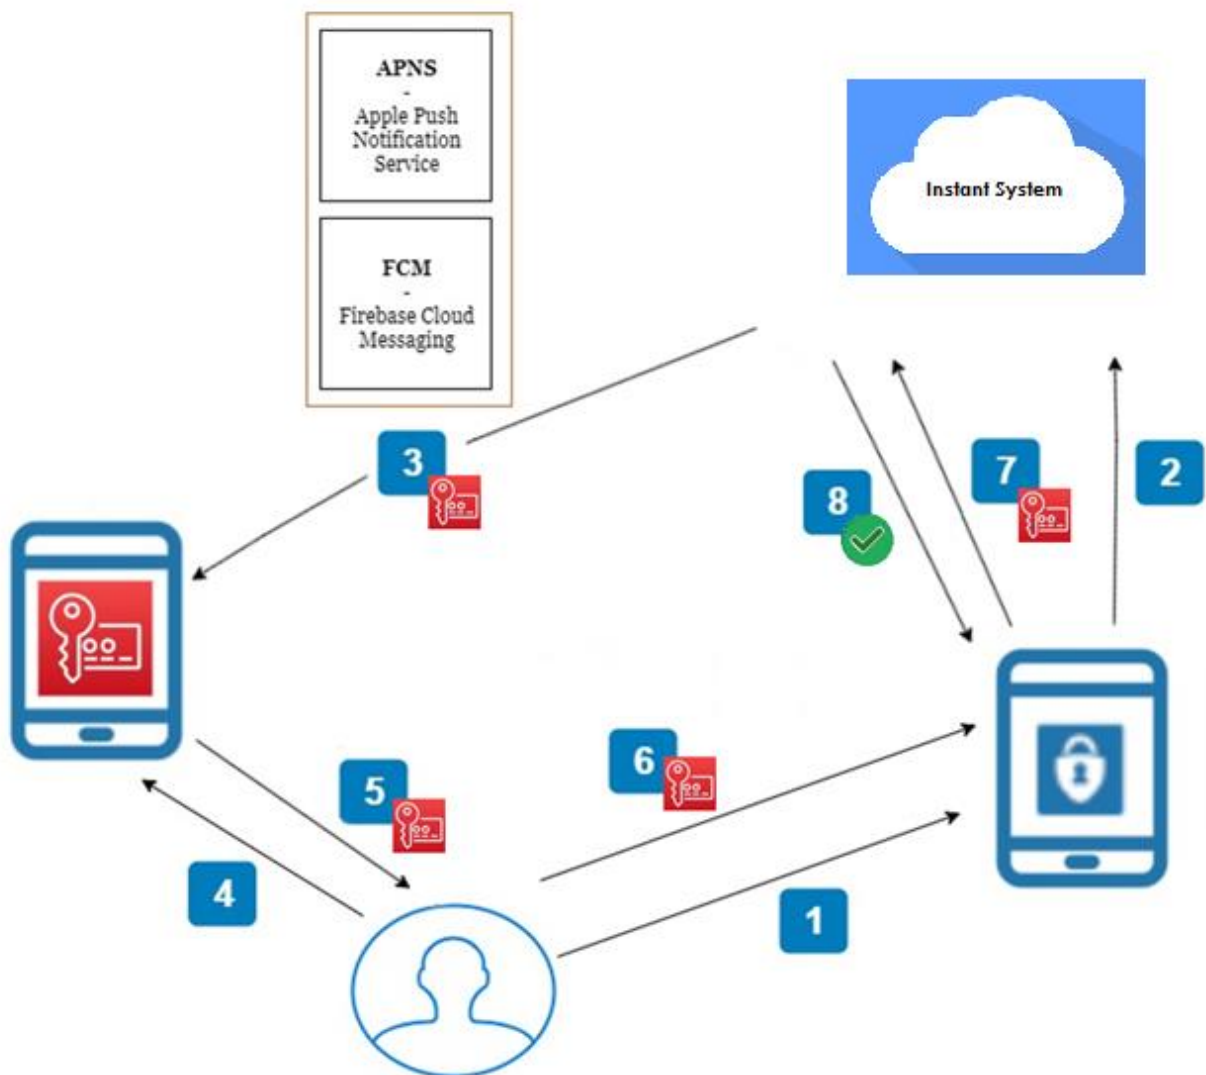 APNS
-
Apple Push
Notification
Service
FCM
-
Firebase Cloud
Messaging
Instant System
3
8
7
2
6
5
4
1